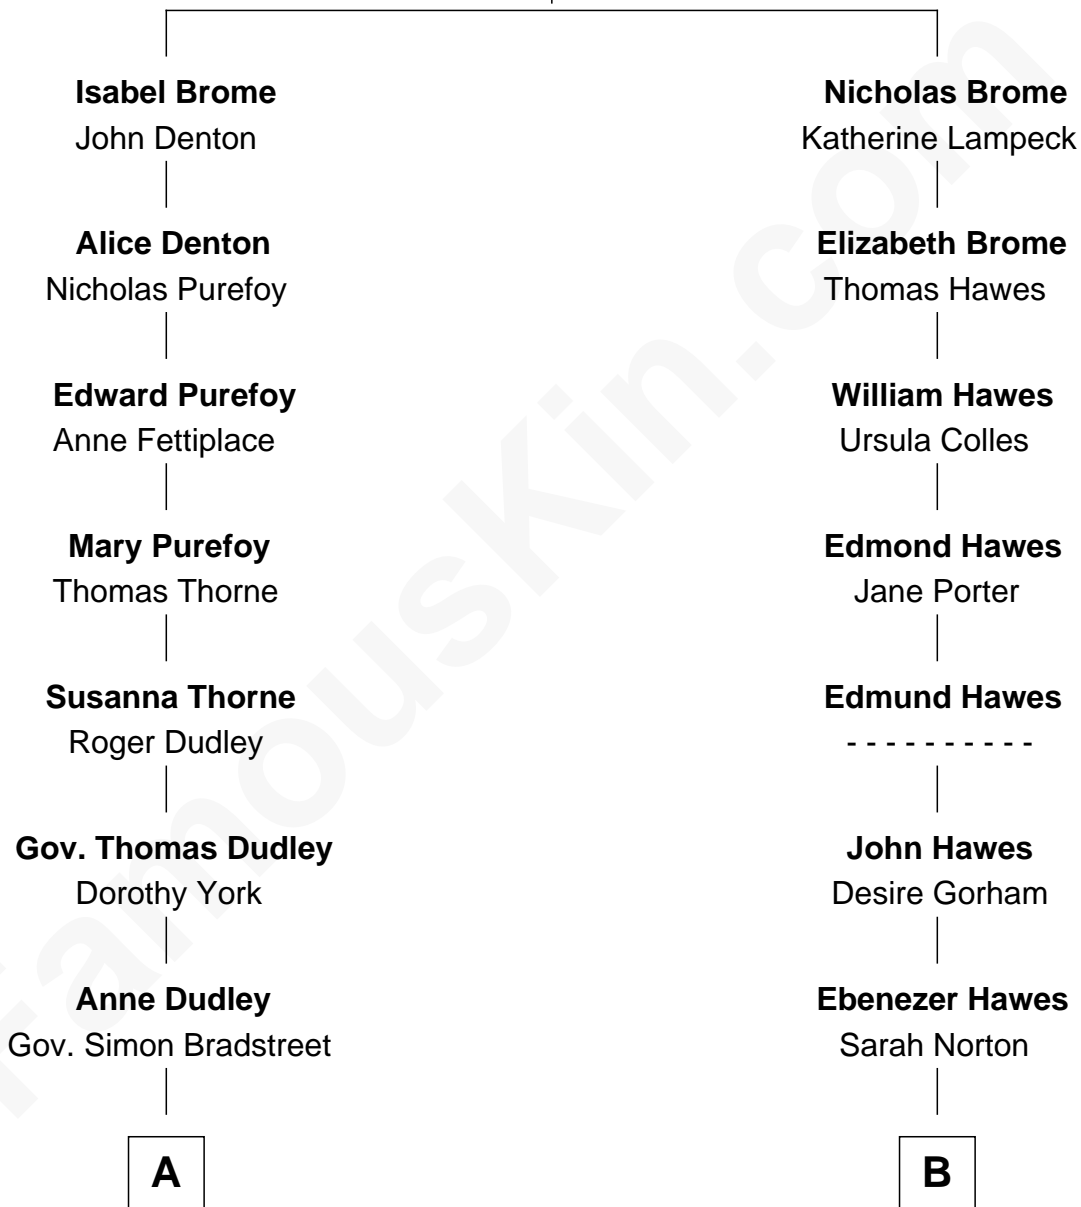 Isabel Brome
John Denton
Alice Denton
Nicholas Purefoy
Edward Purefoy
Anne Fettiplace
Mary Purefoy
Thomas Thorne
Susanna Thorne
Roger Dudley
Gov. Thomas Dudley
Dorothy York
Anne Dudley
Gov. Simon Bradstreet
A
Nicholas Brome
Katherine Lampeck
Elizabeth Brome
Thomas Hawes
William Hawes
Ursula Colles
Edmond Hawes
Jane Porter
Edmund Hawes
- - - - - - - - - -
John Hawes
Desire Gorham
Ebenezer Hawes
Sarah Norton
B
FamousKin.com